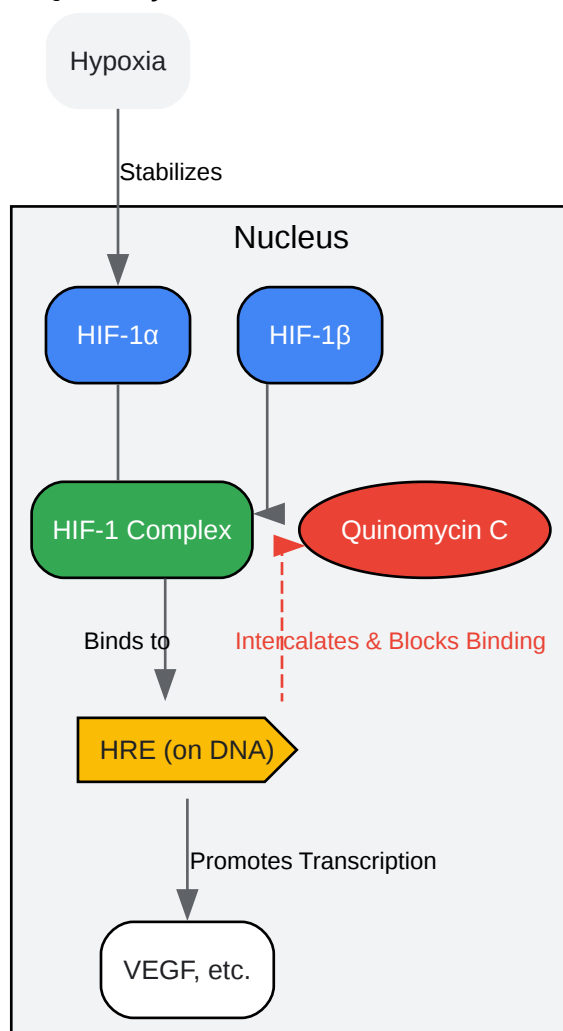 Hypoxia
Stabilizes
Nucleus
HIF-1α
HIF-1β
HIF-1 Complex
Quinomycin C
Binds to
Intercalates & Blocks Binding
HRE (on DNA)
Promotes Transcription
VEGF, etc.